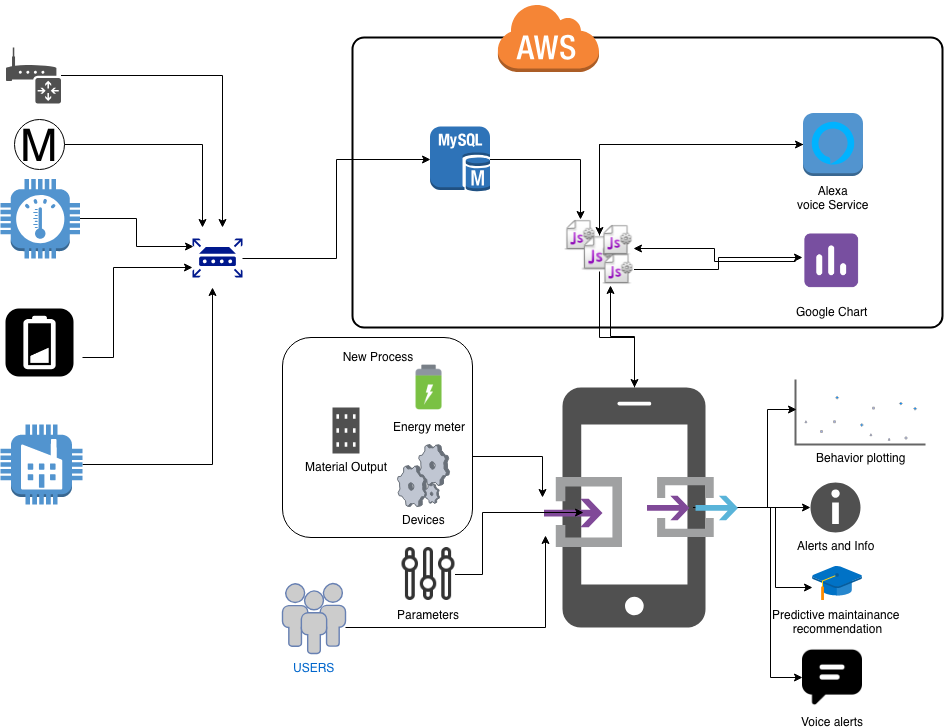 AWS
M
MySQL
M
Js
Js
Js
Js
Alexa
voice Service
Google Chart
New Process
Energy meter
Material Output
Devices
Parameters
USERS
Behavior plotting
Alerts and Info
Predictive maintainance
recommendation
Voice alerts